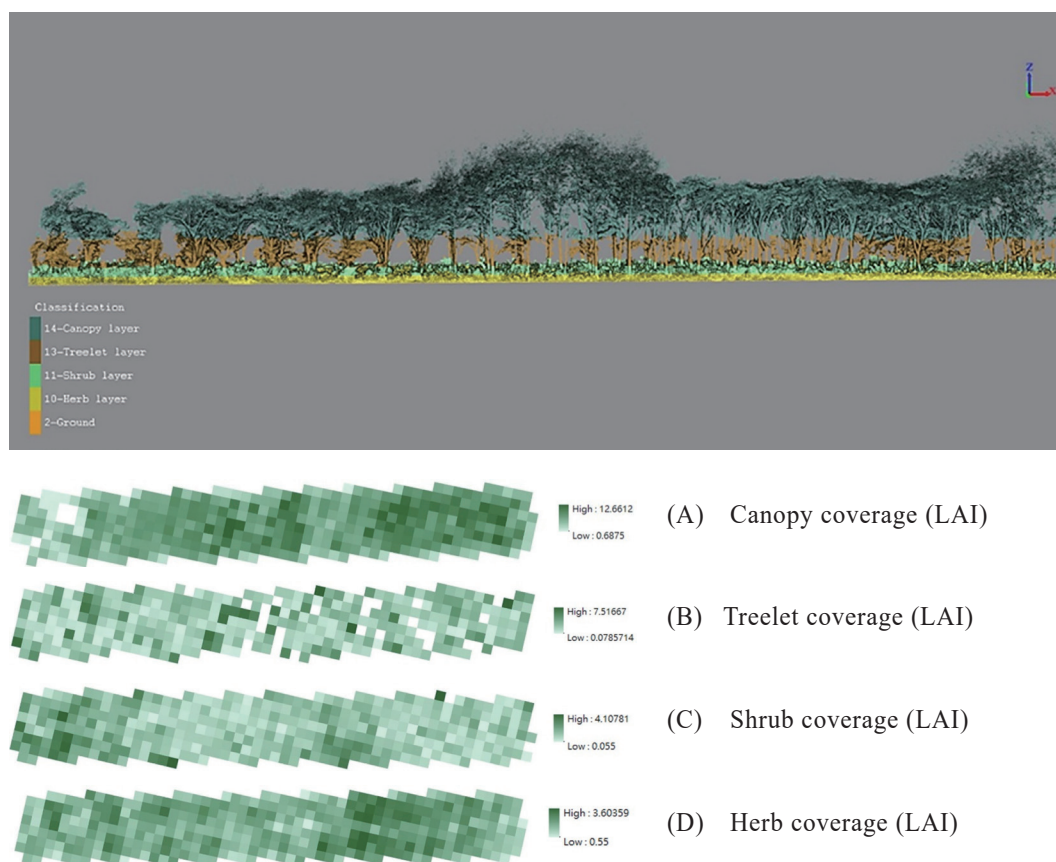 Z
X
Classification
14-Canopy layer
13-Treelet layer
11-Shrub layer
10-Herb layer
2-Ground
High : 12.6612
Low : 0.6875
(A) Canopy coverage (LAI)
High : 7.51667
Low : 0.0785714
(B) Treelet coverage (LAI)
High : 4.10781
Low : 0.055
(C) Shrub coverage (LAI)
High : 3.60359
Low : 0.55
(D) Herb coverage (LAI)